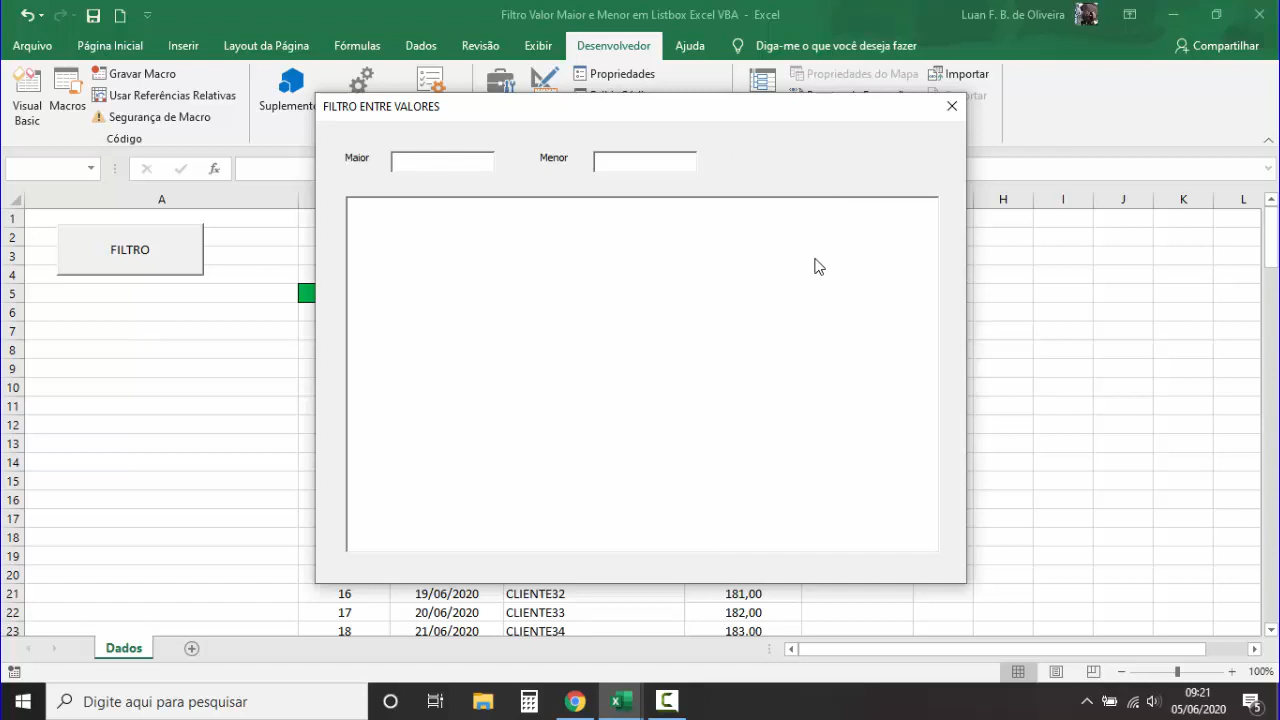 Filtro Valor Maior e Menor em Listbox Excel VBA - Excel
Luan F. B. de Oliveira
Arquivo Página Inicial Inserir Layout da Página Fórmulas Dados Revisão Exibir Desenvolvedor Ajuda Diga-me o que você deseja fazer Compartilhar
Visual Basic
Macros
Gravar Macro
Usar Referências Relativas
Segurança de Macro
Código
Suplemento
Propriedades
Propriedades do Mapa
Importar
FILTRO ENTRE VALORES
Maior
Menor
fx
A H I J K L
1
2
3
4
5
6
7
8
9
10
11
12
13
14
15
16
17
18
19
20
21
22
23
FILTRO
16 19/06/2020 CLIENTE32 181,00
17 20/06/2020 CLIENTE33 182,00
18 21/06/2020 CLIENTE34 183,00
Dados
100%
Digite aqui para pesquisar
09:21
05/06/2020
5